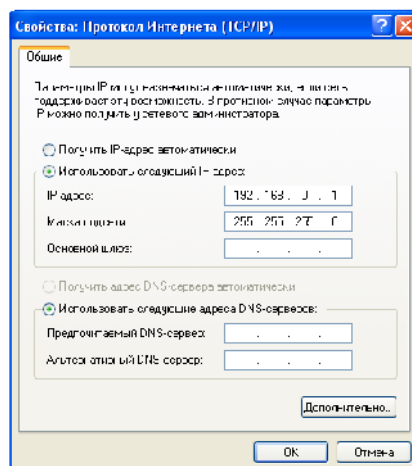 Свойства: Протокол Интернета (TCP/IP)
Общие
Параметры IP могут назначаться автоматически, если сеть
поддерживает эту возможность. В противном случае параметры
IP можно получить у сетевого администратора.
Получить IP-адрес автоматически
Использовать следующий IP-адрес:
IP-адрес:
192 . 168 . 0 . 1
Маска подсети:
255 . 255 . 255 . 0
Основной шлюз:
Получить адрес DNS-сервера автоматически
Использовать следующие адреса DNS-серверов:
Предпочитаемый DNS-сервер:
Альтернативный DNS-сервер:
Дополнительно...
ОК
Отмена